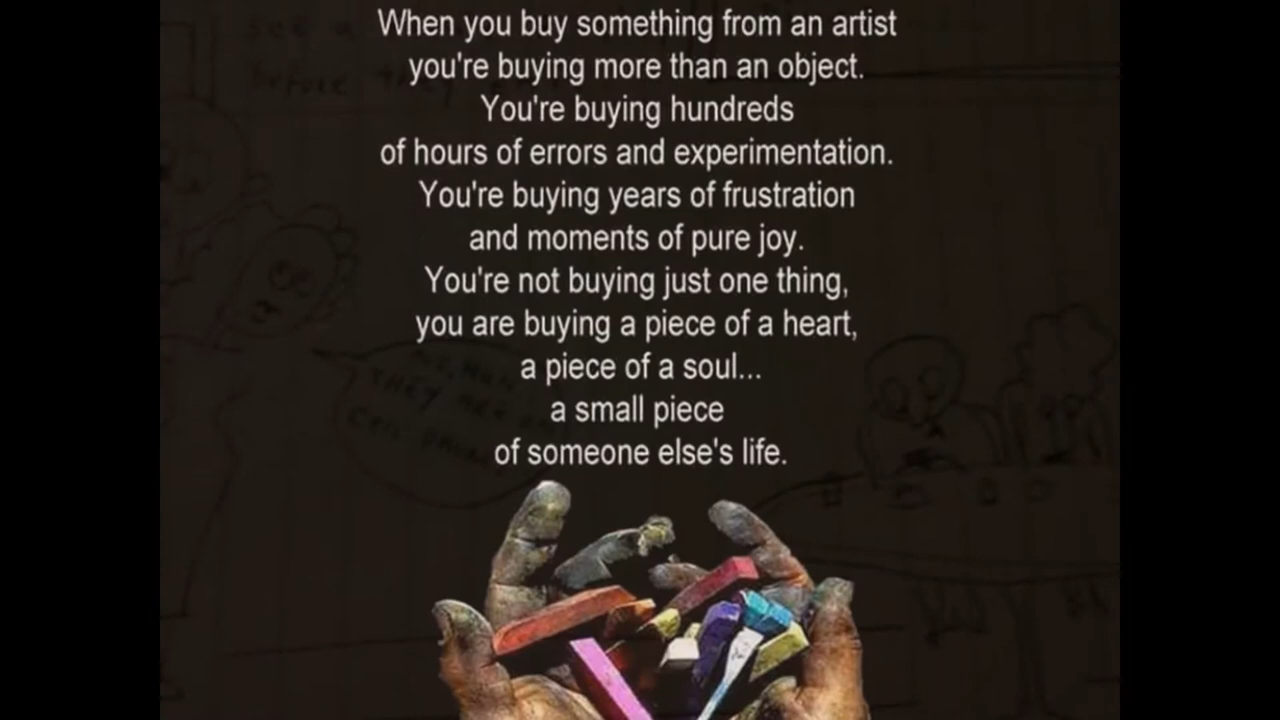 When you buy something from an artist
you're buying more than an object.
You're buying hundreds
of hours of errors and experimentation.
You're buying years of frustration
and moments of pure joy.
You're not buying just one thing,
you are buying a piece of a heart,
a piece of a soul...
a small piece
of someone else's life.